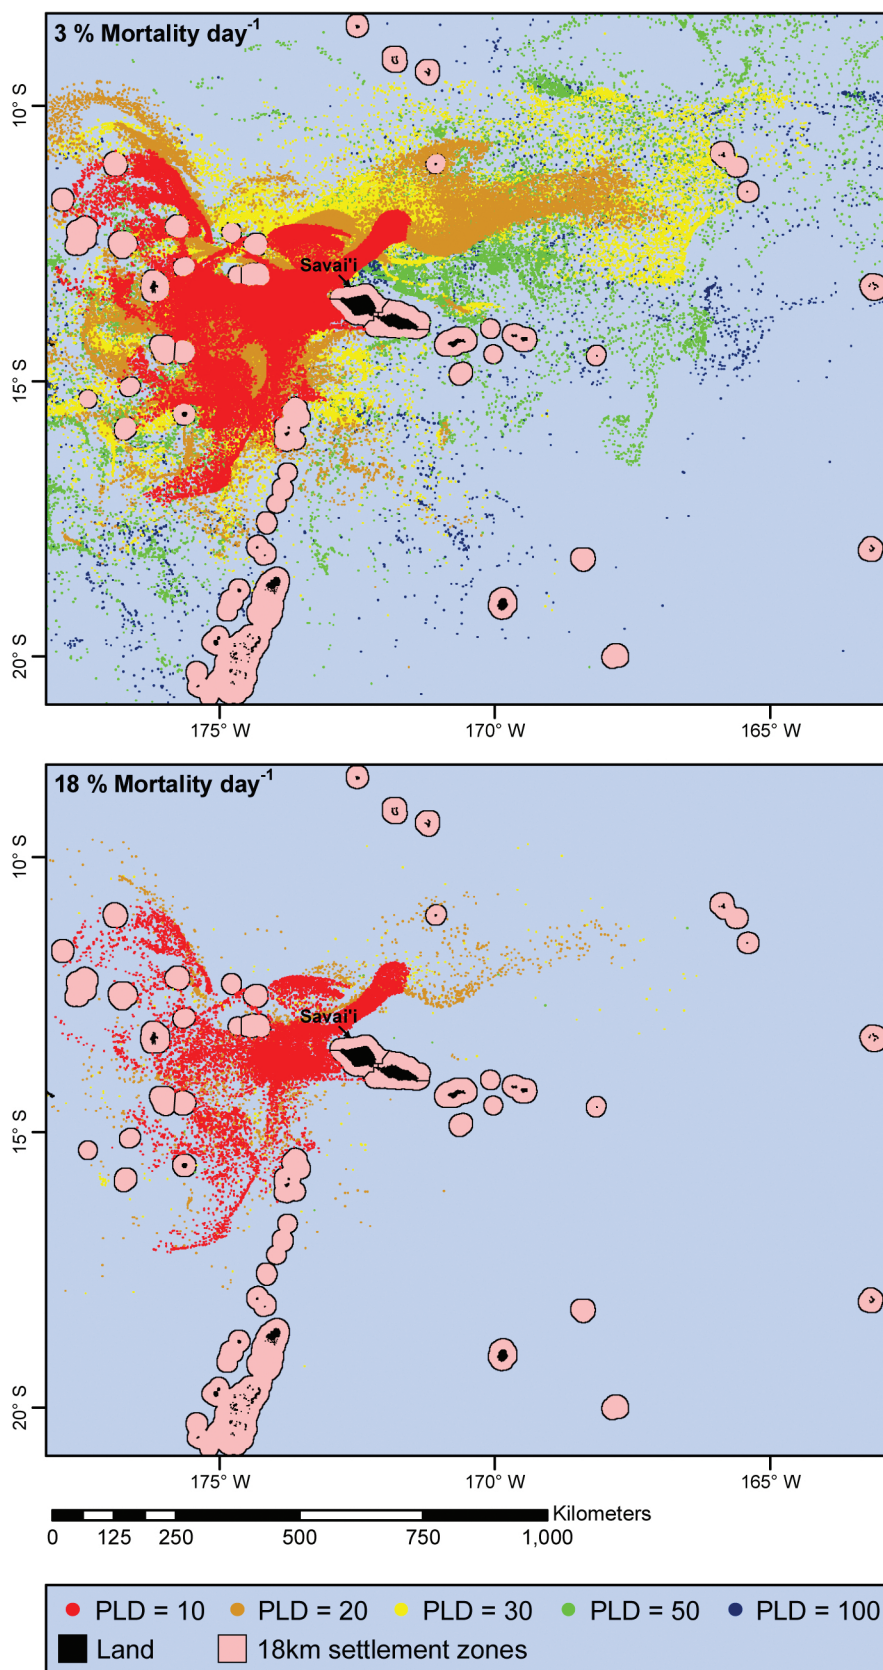 3 % Mortality day-1
10° S
15° S
20° S
Savai'i
175° W 170° W 165° W
18 % Mortality day-1
10° S
15° S
20° S
Savai'i
175° W 170° W 165° W
Kilometers
0 125 250 500 750 1,000
PLD = 10 PLD = 20 PLD = 30 PLD = 50 PLD = 100
Land 18km settlement zones